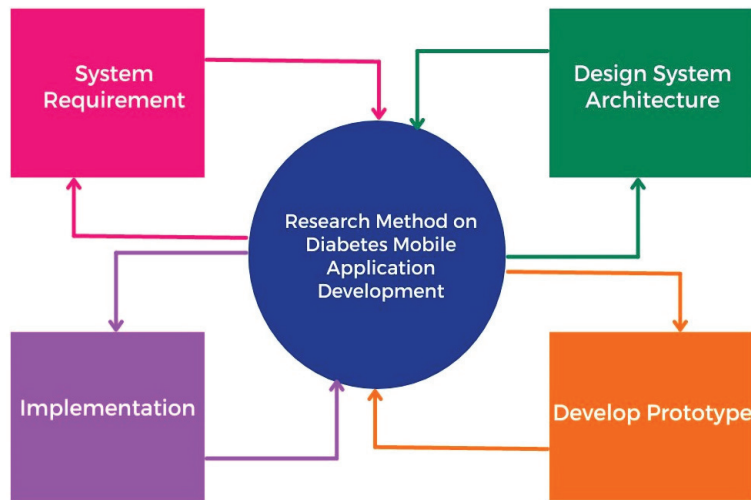 System
Requirement
Design System
Architecture
Research Method on
Diabetes Mobile
Application
Development
Implementation
Develop Prototype